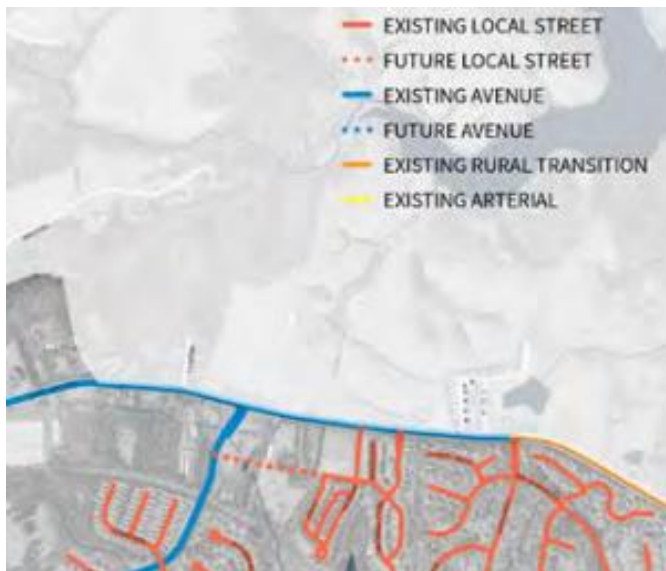 EXISTING LOCAL STREET
FUTURE LOCAL STREET
EXISTING AVENUE
FUTURE AVENUE
EXISTING RURAL TRANSITION
EXISTING ARTERIAL